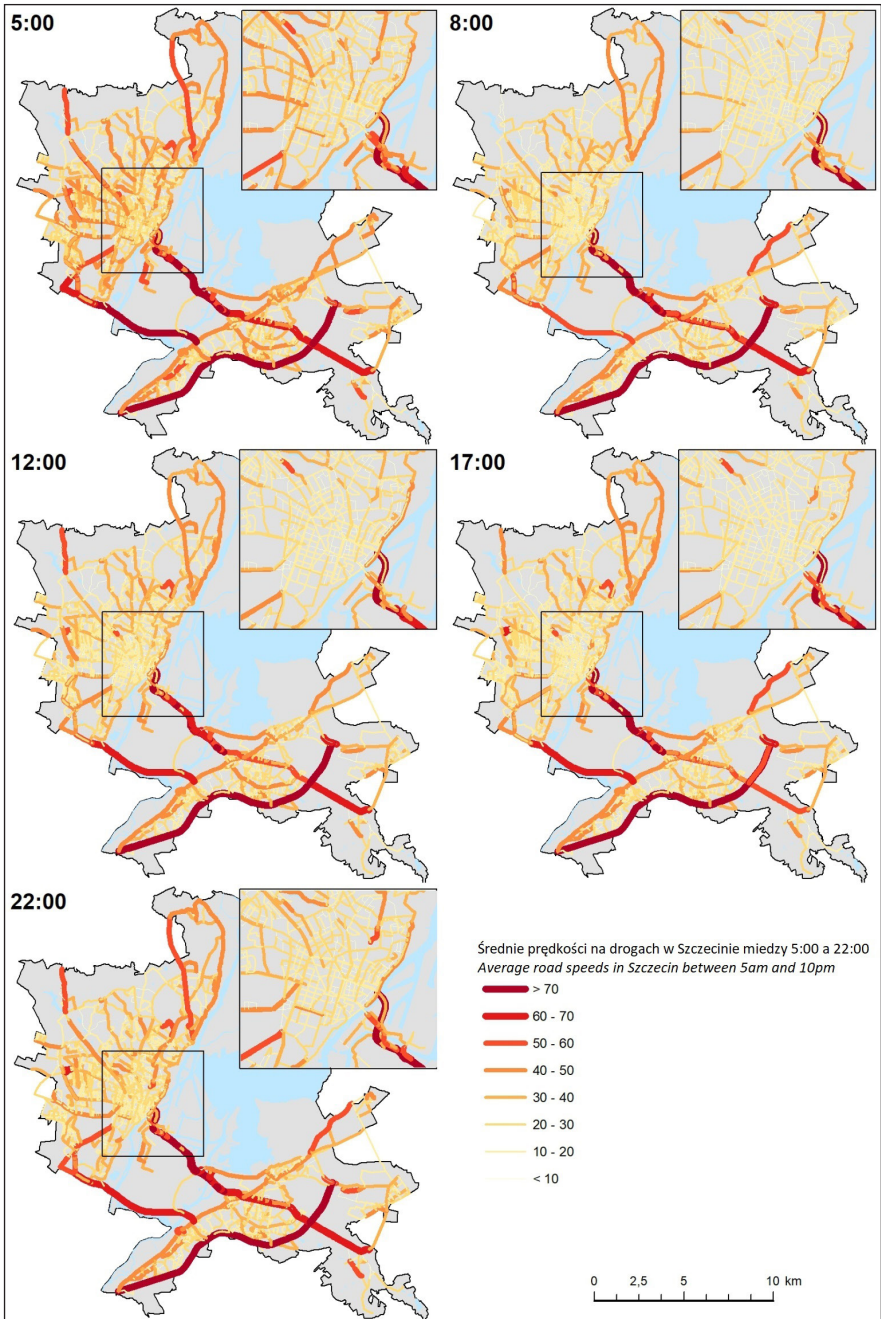 5:00
8:00
12:00
17:00
22:00
Średnie prędkości na drogach w Szczecinie miedzy 5:00 a 22:00
Average road speeds in Szczecin between 5am and 10pm
> 70
60 - 70
50 - 60
40 - 50
30 - 40
20 - 30
10 - 20
< 10
0 2,5 5 10 km